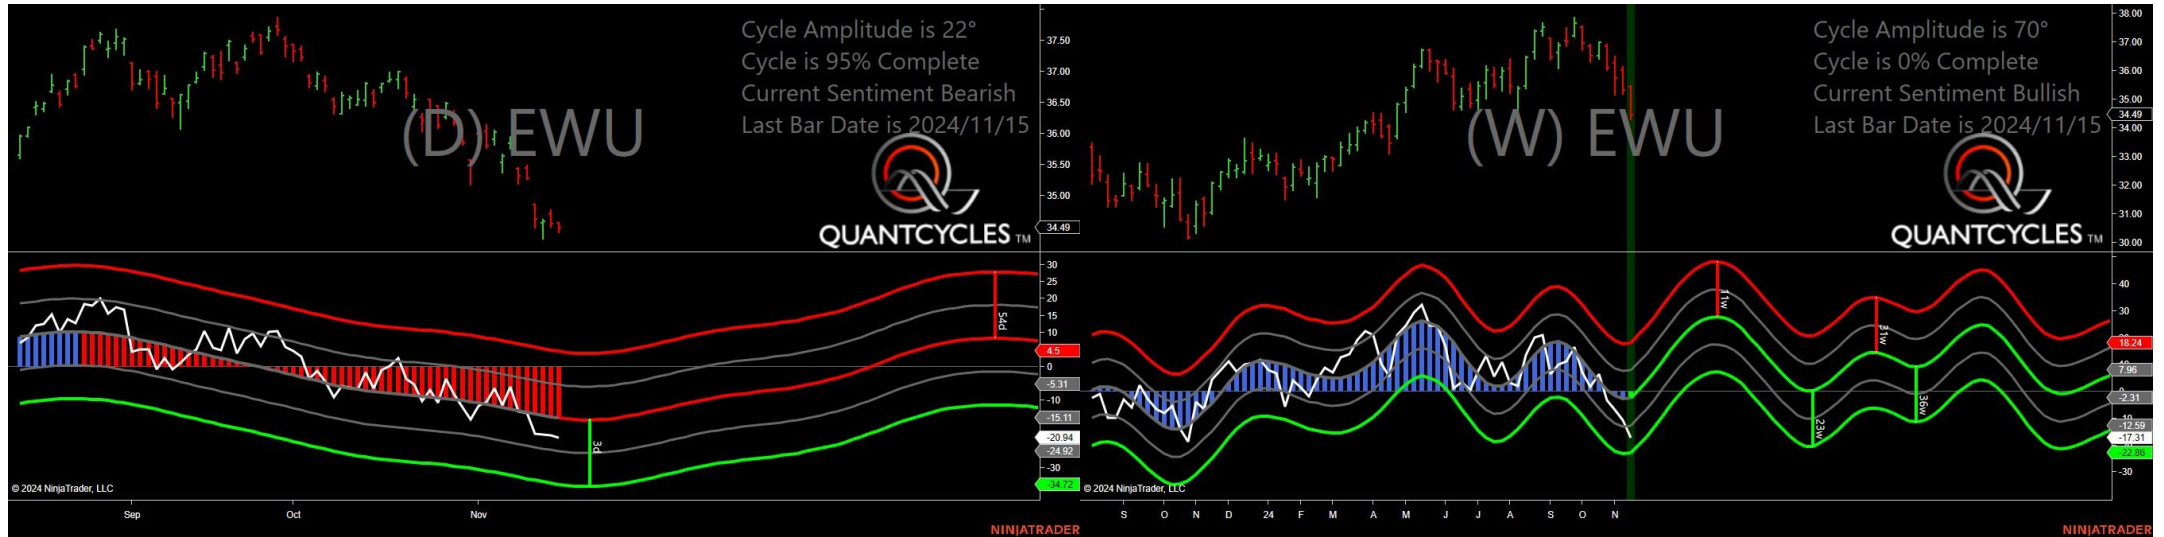 Cycle Amplitude is 22°
Cycle is 95% Complete
Current Sentiment Bearish
Last Bar Date is 2024/11/15
(D) EWU
QUANTCYCLES TM
37.50
37.00
36.50
36.00
35.50
35.00
34.49
30
25
20
15
10
4.5
0
-5.31
-10
-15.11
-20.94
-24.92
-30
-34.72
54d
3d
© 2024 NinjaTrader, LLC
Sep
Oct
Nov
NINJATRADER
Cycle Amplitude is 70°
Cycle is 0% Complete
Current Sentiment Bullish
Last Bar Date is 2024/11/15
(W) EWU
QUANTCYCLES TM
38.00
37.00
36.00
35.00
34.49
34.00
33.00
32.00
31.00
30.00
40
30
18.24
7.96
-2.31
-12.59
-17.31
-22.86
-30
11w
31w
23w
36w
© 2024 NinjaTrader, LLC
S O N D 24 F M A M J J A S O N
NINJATRADER